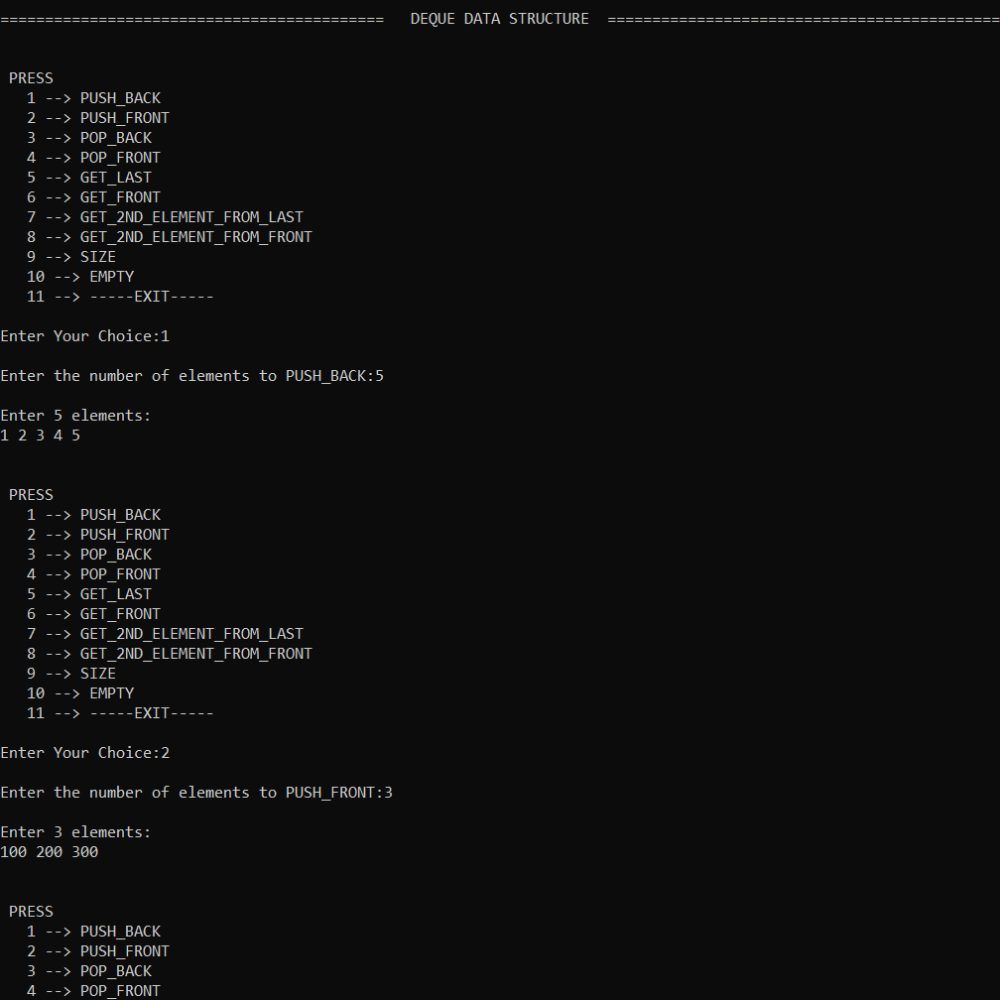 =========================================== DEQUE DATA STRUCTURE ============================================
PRESS
1 --> PUSH_BACK
2 --> PUSH_FRONT
3 --> POP_BACK
4 --> POP_FRONT
5 --> GET_LAST
6 --> GET_FRONT
7 --> GET_2ND_ELEMENT_FROM_LAST
8 --> GET_2ND_ELEMENT_FROM_FRONT
9 --> SIZE
10 --> EMPTY
11 --> -----EXIT-----
Enter Your Choice:1
Enter the number of elements to PUSH_BACK:5
Enter 5 elements:
1 2 3 4 5
PRESS
1 --> PUSH_BACK
2 --> PUSH_FRONT
3 --> POP_BACK
4 --> POP_FRONT
5 --> GET_LAST
6 --> GET_FRONT
7 --> GET_2ND_ELEMENT_FROM_LAST
8 --> GET_2ND_ELEMENT_FROM_FRONT
9 --> SIZE
10 --> EMPTY
11 --> -----EXIT-----
Enter Your Choice:2
Enter the number of elements to PUSH_FRONT:3
Enter 3 elements:
100 200 300
PRESS
1 --> PUSH_BACK
2 --> PUSH_FRONT
3 --> POP_BACK
4 --> POP_FRONT